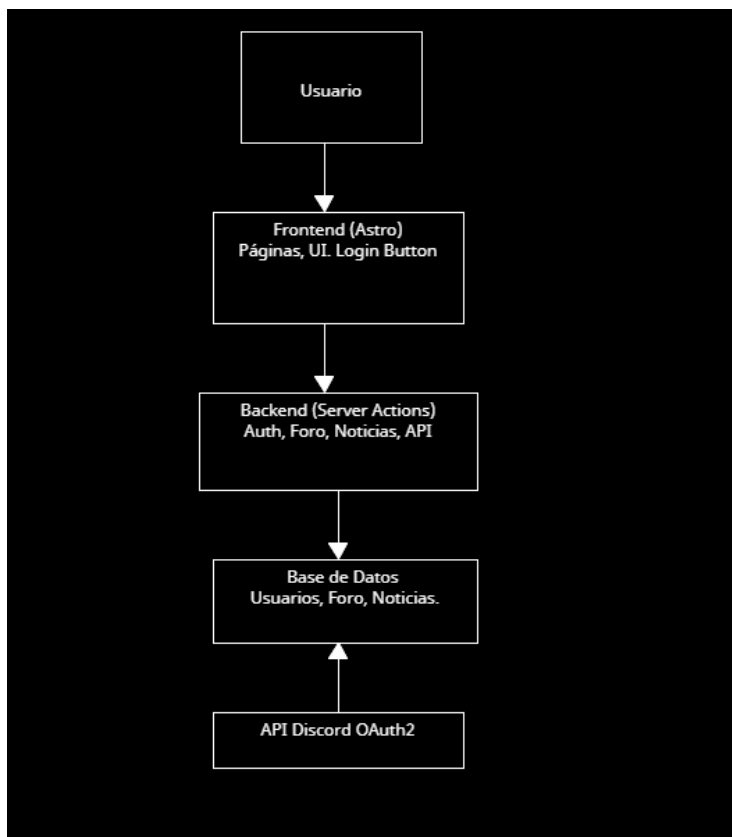 Usuario
Frontend (Astro)
Páginas, UI. Login Button
Backend (Server Actions)
Auth, Foro, Noticias, API
Base de Datos
Usuarios, Foro, Noticias.
API Discord OAuth2